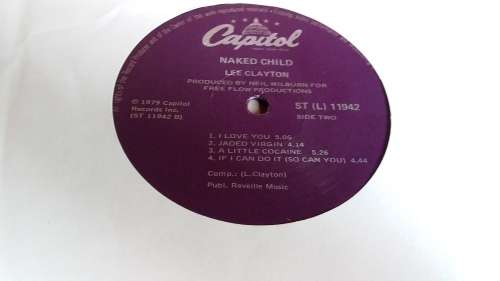 Capitol
NAKED CHILD
LEE CLAYTON
PRODUCED BY NEIL WILBURN FOR
FREE FLOW PRODUCTIONS
℗ 1979 Capitol
Records Inc.
(ST 11942 B)
ST (L) 11942
SIDE TWO
1. I LOVE YOU 5,05
2. JADED VIRGIN 4,14
3. A LITTLE COCAINE 5,26
4. IF I CAN DO IT (SO CAN YOU) 4,44
Comp.: (L.Clayton)
Publ. Reveille Music